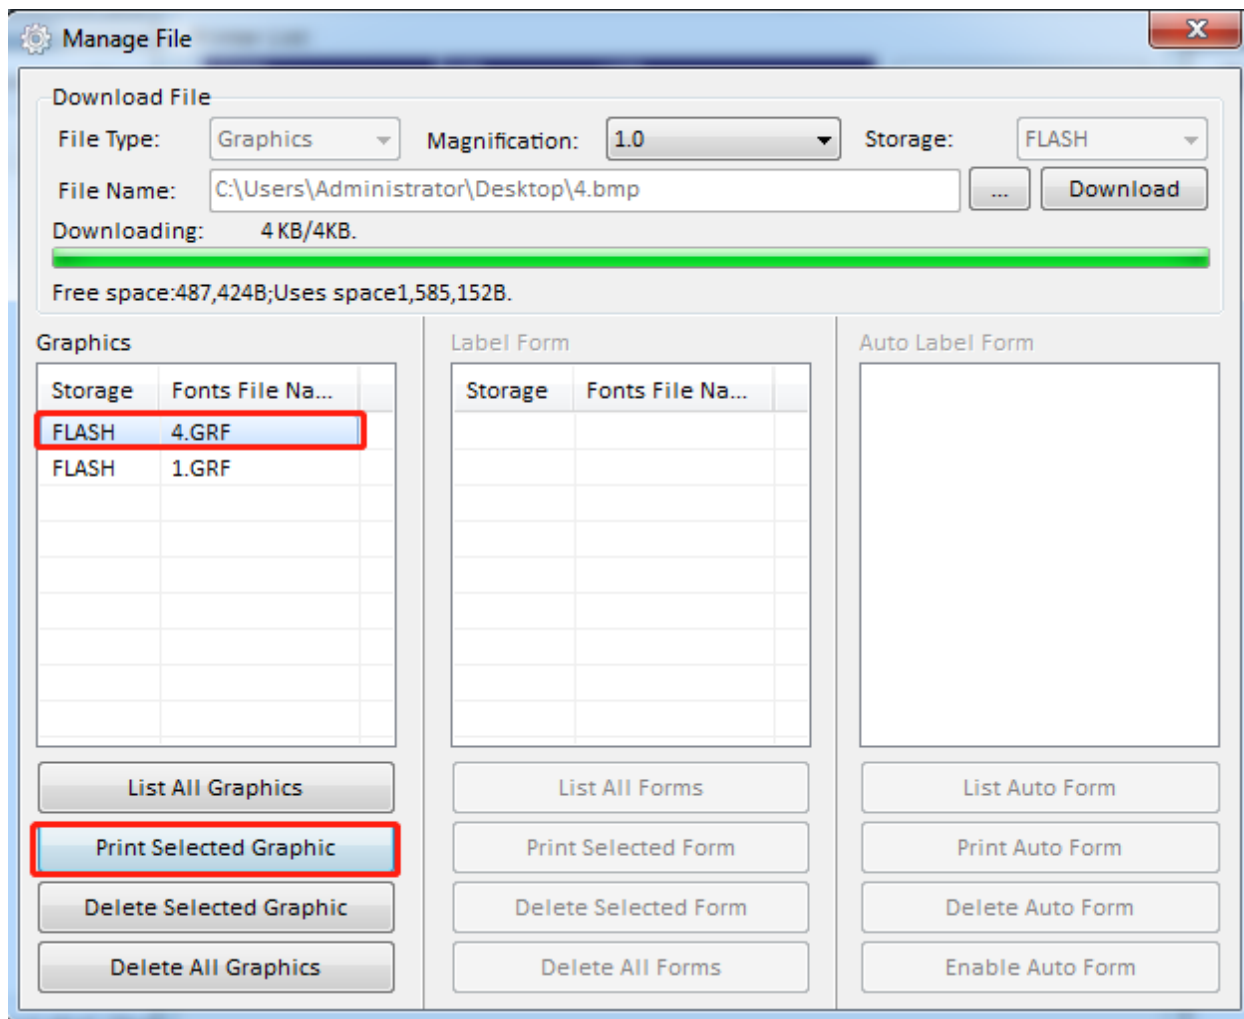 Manage File
X
Download File
File Type: Graphics Magnification: 1.0 Storage: FLASH
File Name: C:\Users\Administrator\Desktop\4.bmp ... Download
Downloading: 4 KB/4KB.
Free space:487,424B;Uses space1,585,152B.
Graphics Label Form Auto Label Form
Storage Fonts File Na... Storage Fonts File Na...
FLASH 4.GRF
FLASH 1.GRF
List All Graphics List All Forms List Auto Form
Print Selected Graphic Print Selected Form Print Auto Form
Delete Selected Graphic Delete Selected Form Delete Auto Form
Delete All Graphics Delete All Forms Enable Auto Form